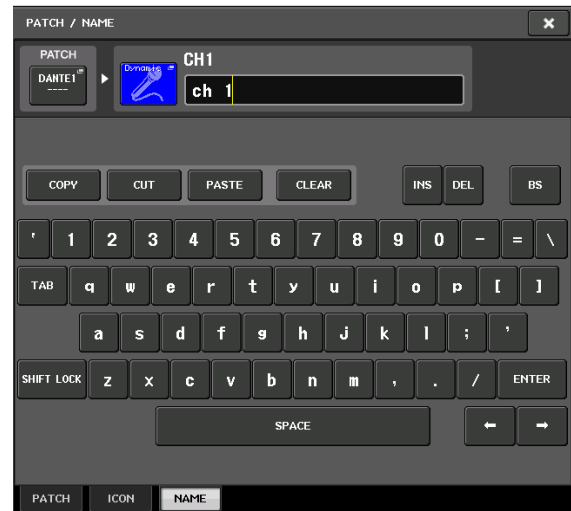 PATCH / NAME
PATCH
DANTE1
----
Dynamic
CH1
ch 1
COPY CUT PASTE CLEAR INS DEL BS
' 1 2 3 4 5 6 7 8 9 0 - = \
TAB q w e r t y u i o p [ ]
a s d f g h j k l ; '
SHIFT LOCK z x c v b n m , . / ENTER
SPACE ← →
PATCH ICON NAME